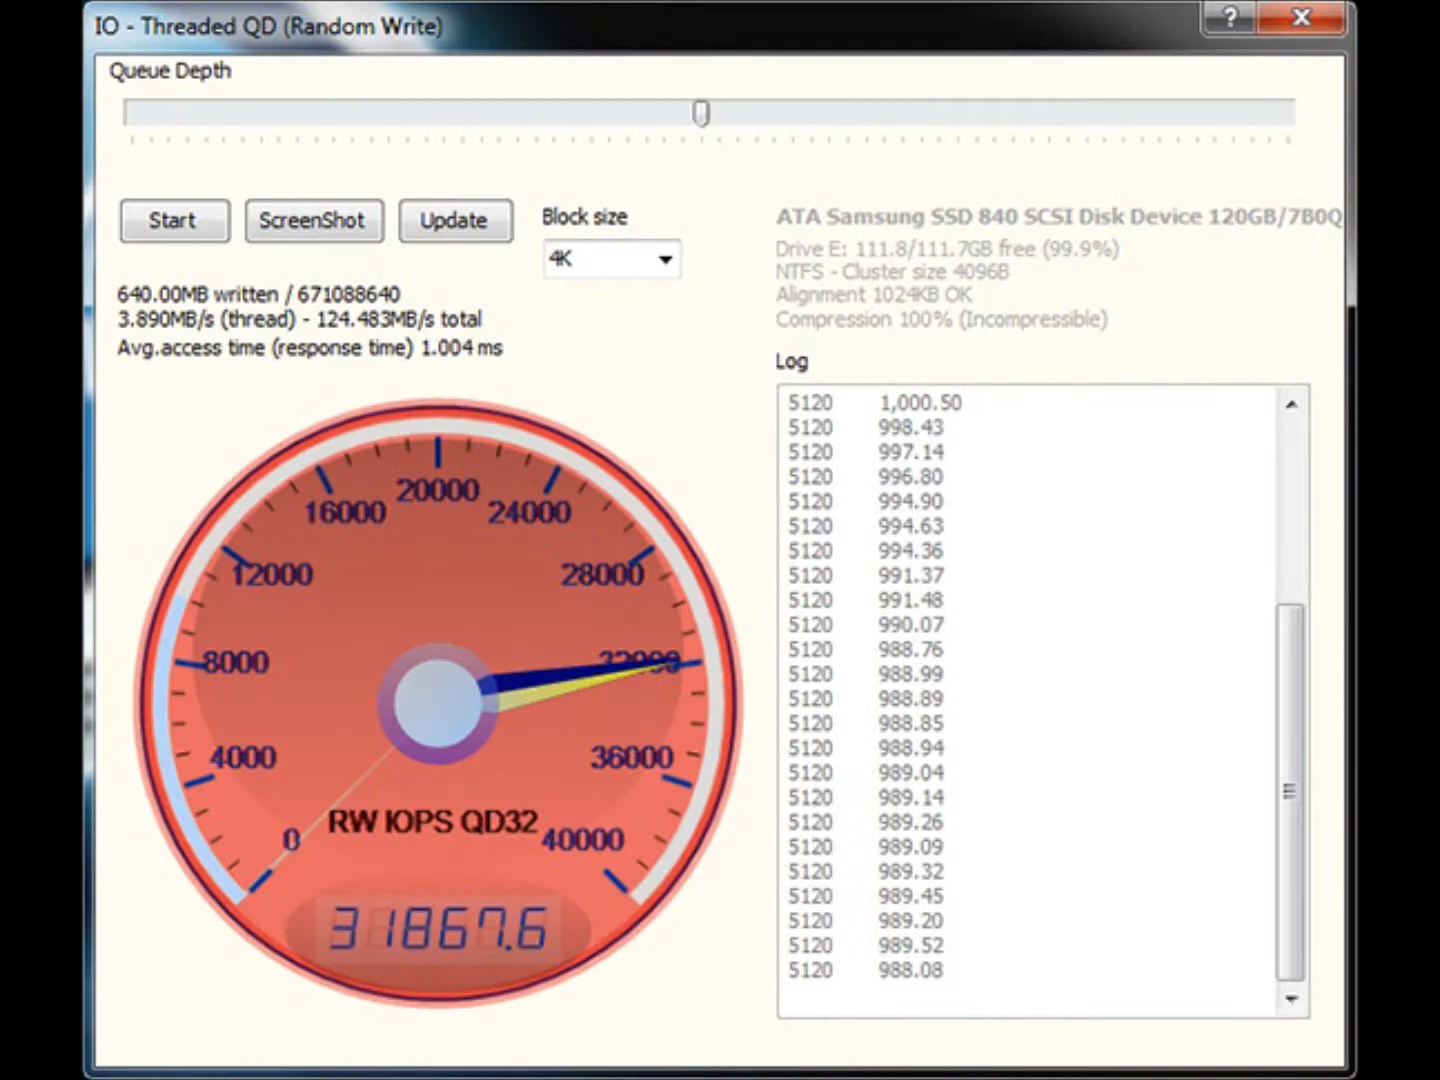 IO - Threaded QD (Random Write)
?
Queue Depth
Start ScreenShot Update
Block size
4K
640.00MB written / 671088640
3.890MB/s (thread) - 124.483MB/s total
Avg.access time (response time) 1.004 ms
ATA Samsung SSD 840 SCSI Disk Device 120GB/7B0Q
Drive E: 111.8/111.7GB free (99.9%)
NTFS - Cluster size 4096B
Alignment 1024KB OK
Compression 100% (Incompressible)
Log
5120 1,000.50
5120 998.43
5120 997.14
5120 996.80
5120 994.90
5120 994.63
5120 994.36
5120 991.37
5120 991.48
5120 990.07
5120 988.76
5120 988.99
5120 988.89
5120 988.85
5120 988.94
5120 989.04
5120 989.14
5120 989.26
5120 989.09
5120 989.32
5120 989.45
5120 989.20
5120 989.52
5120 988.08
20000
16000 24000
12000 28000
8000 32000
4000 36000
0 RW IOPS QD32 40000
31867.6